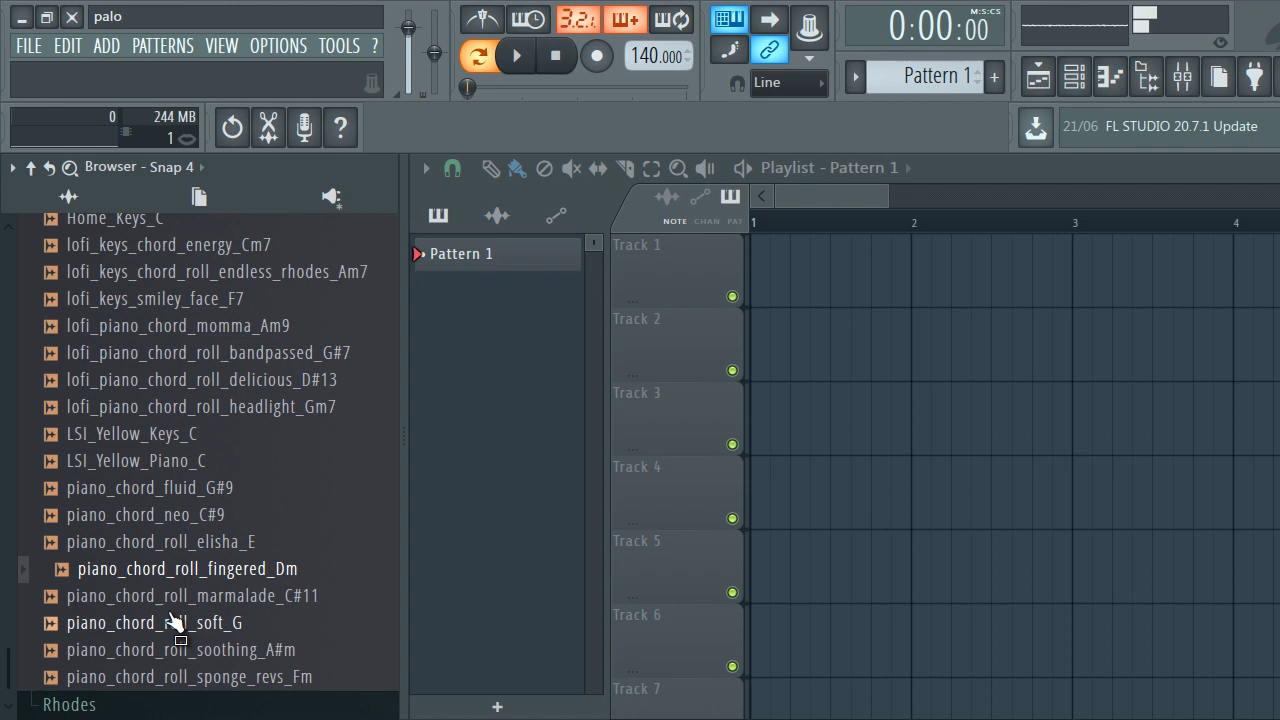 palo
FILE EDIT ADD PATTERNS VIEW OPTIONS TOOLS ?
3.2.
140.000
Line
0:00:00
M:S:CS
Pattern 1
0
244 MB
1
?
21/06 FL STUDIO 20.7.1 Update
Browser - Snap 4
Home_Keys_C
lofi_keys_chord_energy_Cm7
lofi_keys_chord_roll_endless_rhodes_Am7
lofi_keys_smiley_face_F7
lofi_piano_chord_momma_Am9
lofi_piano_chord_roll_bandpassed_G#7
lofi_piano_chord_roll_delicious_D#13
lofi_piano_chord_roll_headlight_Gm7
LSI_Yellow_Keys_C
LSI_Yellow_Piano_C
piano_chord_fluid_G#9
piano_chord_neo_C#9
piano_chord_roll_elisha_E
piano_chord_roll_fingered_Dm
piano_chord_roll_marmalade_C#11
piano_chord_roll_soft_G
piano_chord_roll_soothing_A#m
piano_chord_roll_sponge_revs_Fm
Rhodes
Playlist - Pattern 1
Pattern 1
NOTE CHAN PAT
1 2 3 4
Track 1
Track 2
Track 3
Track 4
Track 5
Track 6
Track 7